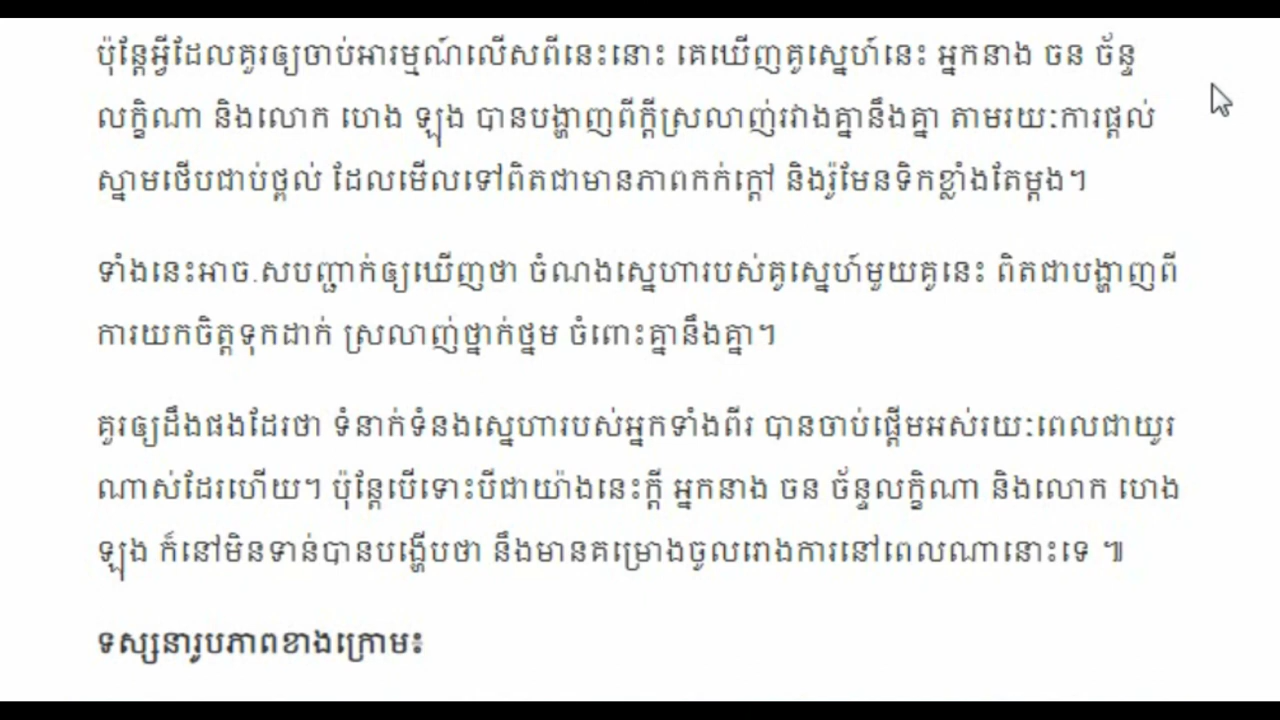 ប៉ុន្តែអ្វីដែលគួរឲ្យចាប់អារម្មណ៍លើសពីនេះនោះ គេឃើញគូស្នេហ៍នេះ អ្នកនាង ចន ច័ន្ទ
លក្ខិណា និងលោក ហេង ឡុង បានបង្ហាញពីក្តីស្រលាញ់រវាងគ្នានឹងគ្នា តាមរយៈការផ្តល់
ស្នាមថើបជាប់ថ្ពល់ ដែលមើលទៅពិតជាមានភាពកក់ក្តៅ និងរ៉ូមែនទិកខ្លាំងតែម្តង។
ទាំងនេះអាច.សបញ្ជាក់ឲ្យឃើញថា ចំណងស្នេហារបស់គូស្នេហ៍មួយគូនេះ ពិតជាបង្ហាញពី
ការយកចិត្តទុកដាក់ ស្រលាញ់ថ្នាក់ថ្នម ចំពោះគ្នានឹងគ្នា។
គួរឲ្យដឹងផងដែរថា ទំនាក់ទំនងស្នេហារបស់អ្នកទាំងពីរ បានចាប់ផ្តើមអស់រយៈពេលជាយូរ
ណាស់ដែរហើយ។ ប៉ុន្តែបើទោះបីជាយ៉ាងនេះក្តី អ្នកនាង ចន ច័ន្ទលក្ខិណា និងលោក ហេង
ឡុង ក៏នៅមិនទាន់បានបង្ហើបថា នឹងមានគម្រោងចូលរោងការនៅពេលណានោះទេ ៕
ទស្សនារូបភាពខាងក្រោម៖